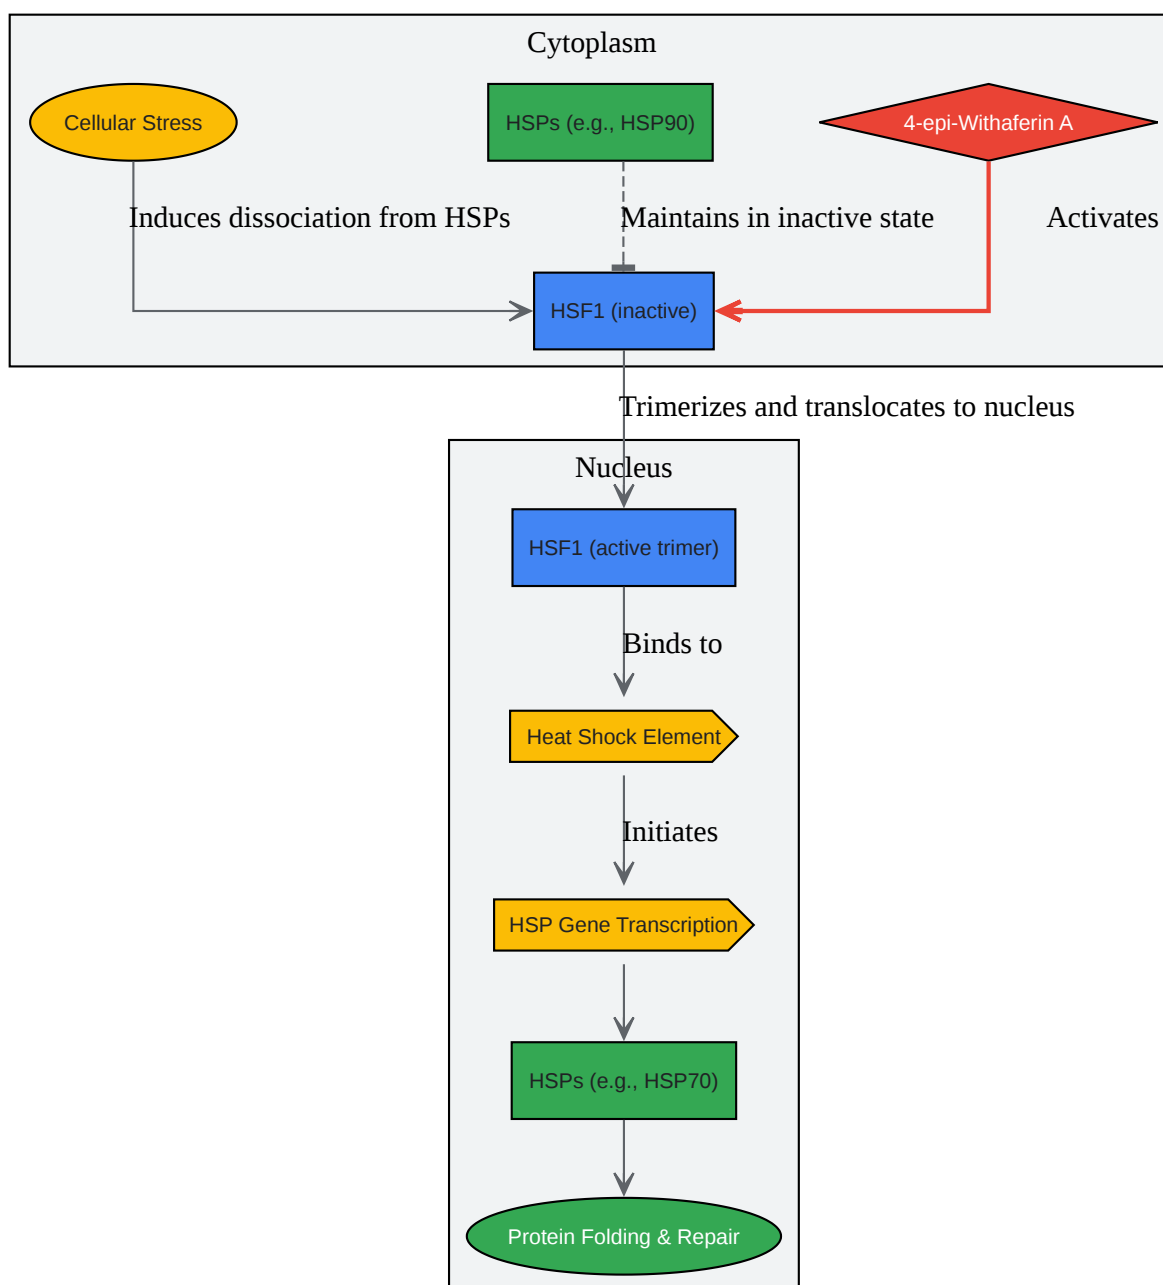 Cytoplasm
Cellular Stress
HSPs (e.g., HSP90)
4-epi-Withaferin A
Induces dissociation from HSPs
Maintains in inactive state
Activates
HSF1 (inactive)
Trimerizes and translocates to nucleus
Nucleus
HSF1 (active trimer)
Binds to
Heat Shock Element
Initiates
HSP Gene Transcription
HSPs (e.g., HSP70)
Protein Folding & Repair